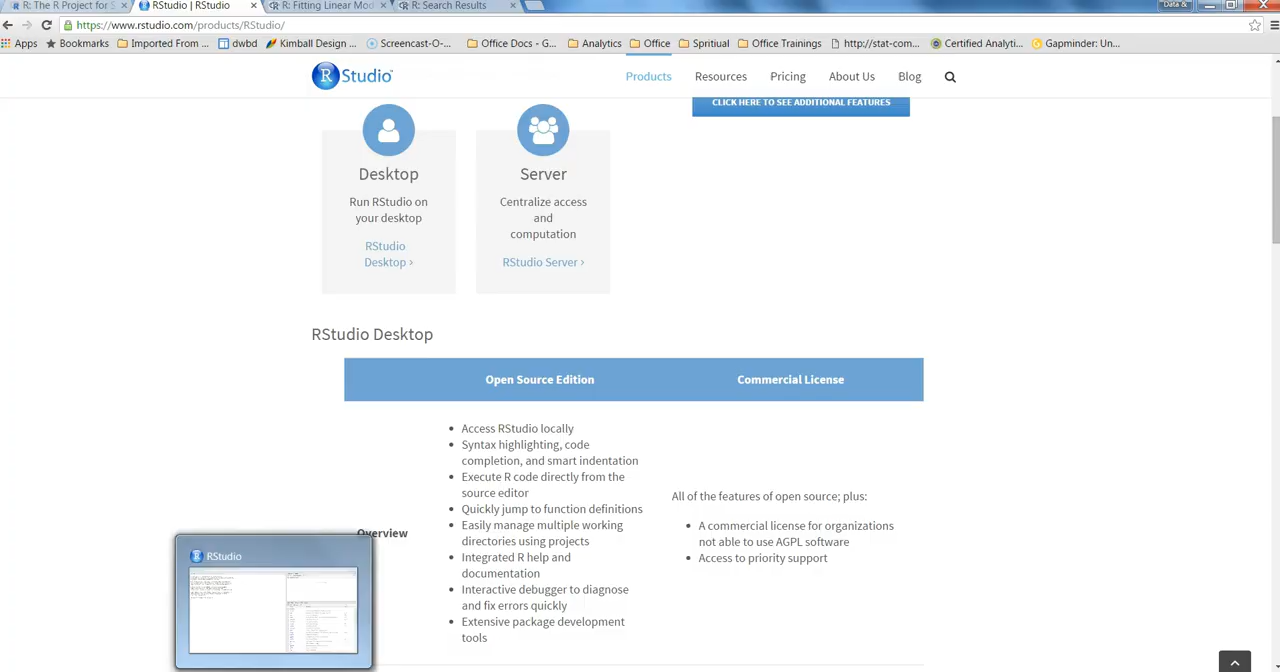 R: The R Project for S
RStudio | RStudio
R: Fitting Linear Mod
R: Search Results
Data &
https://www.rstudio.com/products/RStudio/
Apps
Bookmarks
Imported From ...
dwbd
Kimball Design ...
Screencast-O-...
Office Docs - G...
Analytics
Office
Spritiual
Office Trainings
http://stat-com...
Certified Analyti...
Gapminder: Un...
R Studio
Products
Resources
Pricing
About Us
Blog
CLICK HERE TO SEE ADDITIONAL FEATURES
Desktop
Run RStudio on
your desktop
RStudio
Desktop ›
Server
Centralize access
and
computation
RStudio Server ›
RStudio Desktop
Open Source Edition
Commercial License
Overview
• Access RStudio locally
• Syntax highlighting, code
completion, and smart indentation
• Execute R code directly from the
source editor
• Quickly jump to function definitions
• Easily manage multiple working
directories using projects
• Integrated R help and
documentation
• Interactive debugger to diagnose
and fix errors quickly
• Extensive package development
tools
All of the features of open source; plus:
• A commercial license for organizations
not able to use AGPL software
• Access to priority support
RStudio